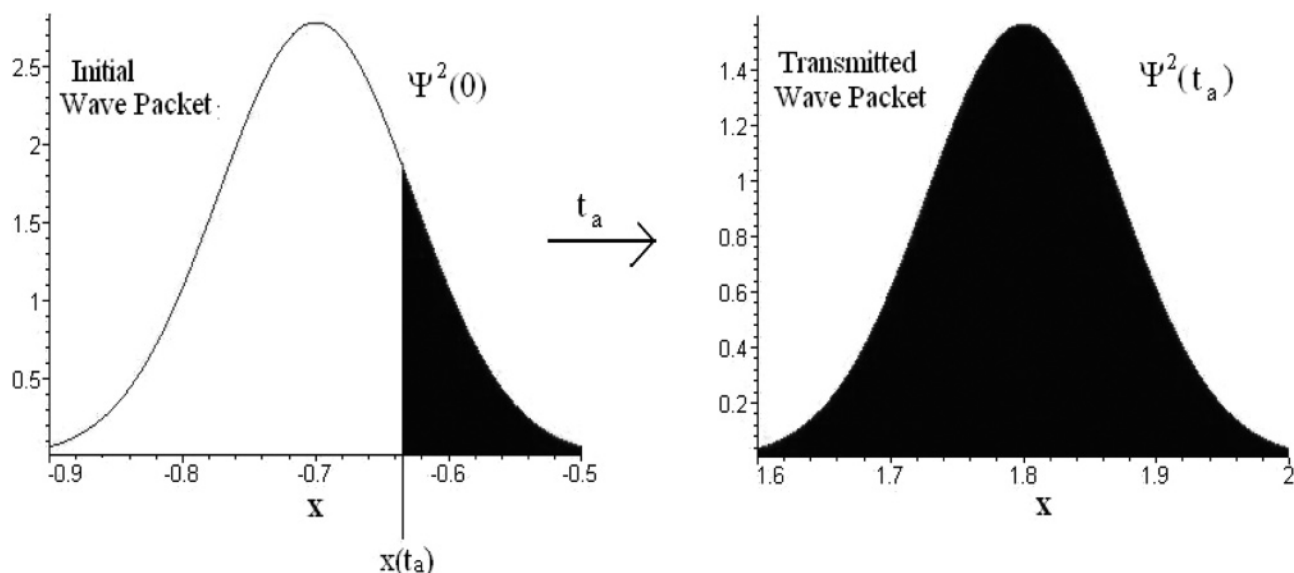 Initial
Wave Packet
Ψ²(0)
2.5
2
1.5
1
0.5
-0.9
-0.8
-0.7
-0.6
-0.5
x
x(tₐ)
tₐ
Transmitted
Wave Packet
Ψ²(tₐ)
1.4
1.2
1
0.8
0.6
0.4
0.2
1.6
1.7
1.8
1.9
2
x